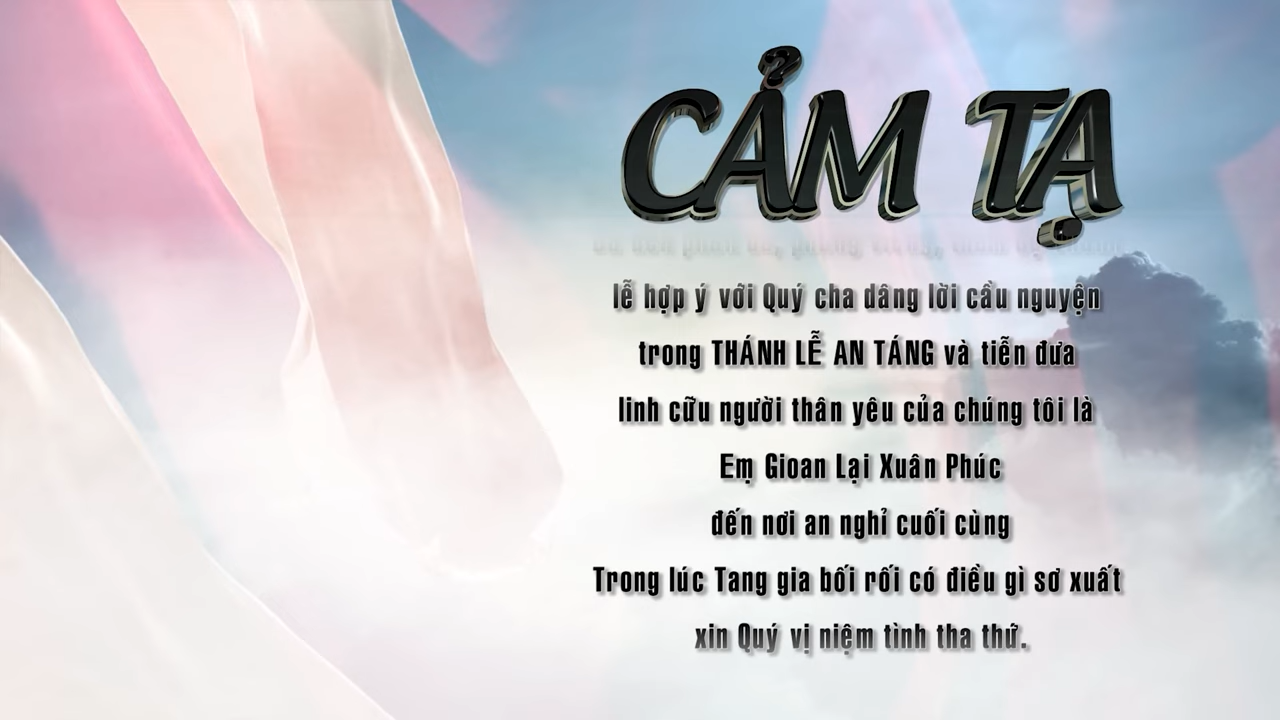 CẢM TẠ
lễ hợp ý với Quý cha dâng lời cầu nguyện
trong THÁNH LỄ AN TÁNG và tiễn đưa
linh cữu người thân yêu của chúng tôi là
Em Gioan Lại Xuân Phúc
đến nơi an nghỉ cuối cùng
Trong lúc Tang gia bối rối có điều gì sơ xuất
xin Quý vị niệm tình tha thứ.